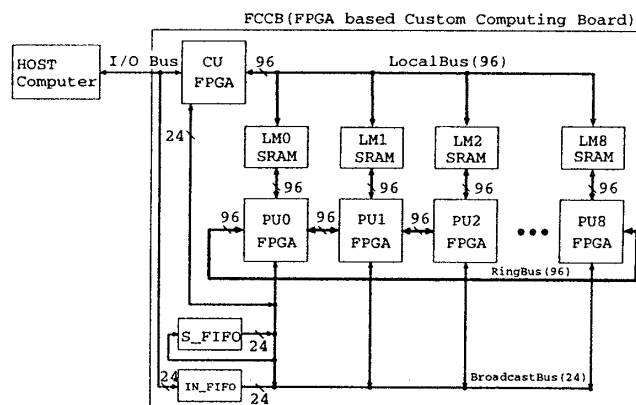 FCCB(FPGA based Custom Computing Board)
HOST
Computer
I/O Bus
CU
FPGA
96
LocalBus(96)
24
LM0
SRAM
LM1
SRAM
LM2
SRAM
LM8
SRAM
96
96
96
96
96
PU0
FPGA
96
PU1
FPGA
96
PU2
FPGA
PU8
FPGA
RingBus(96)
S_FIFO
24
24
IN_FIFO
24
BroadcastBus(24)